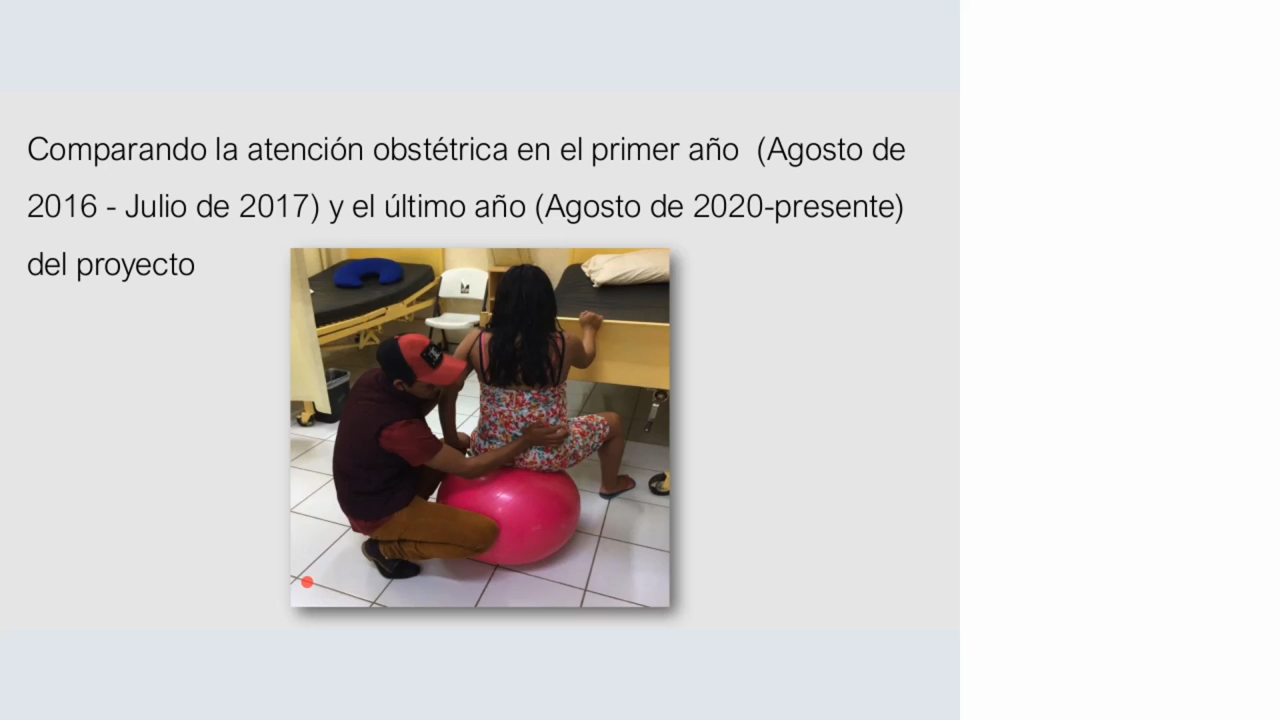 Comparando la atención obstétrica en el primer año (Agosto de
2016 - Julio de 2017) y el último año (Agosto de 2020-presente)
del proyecto